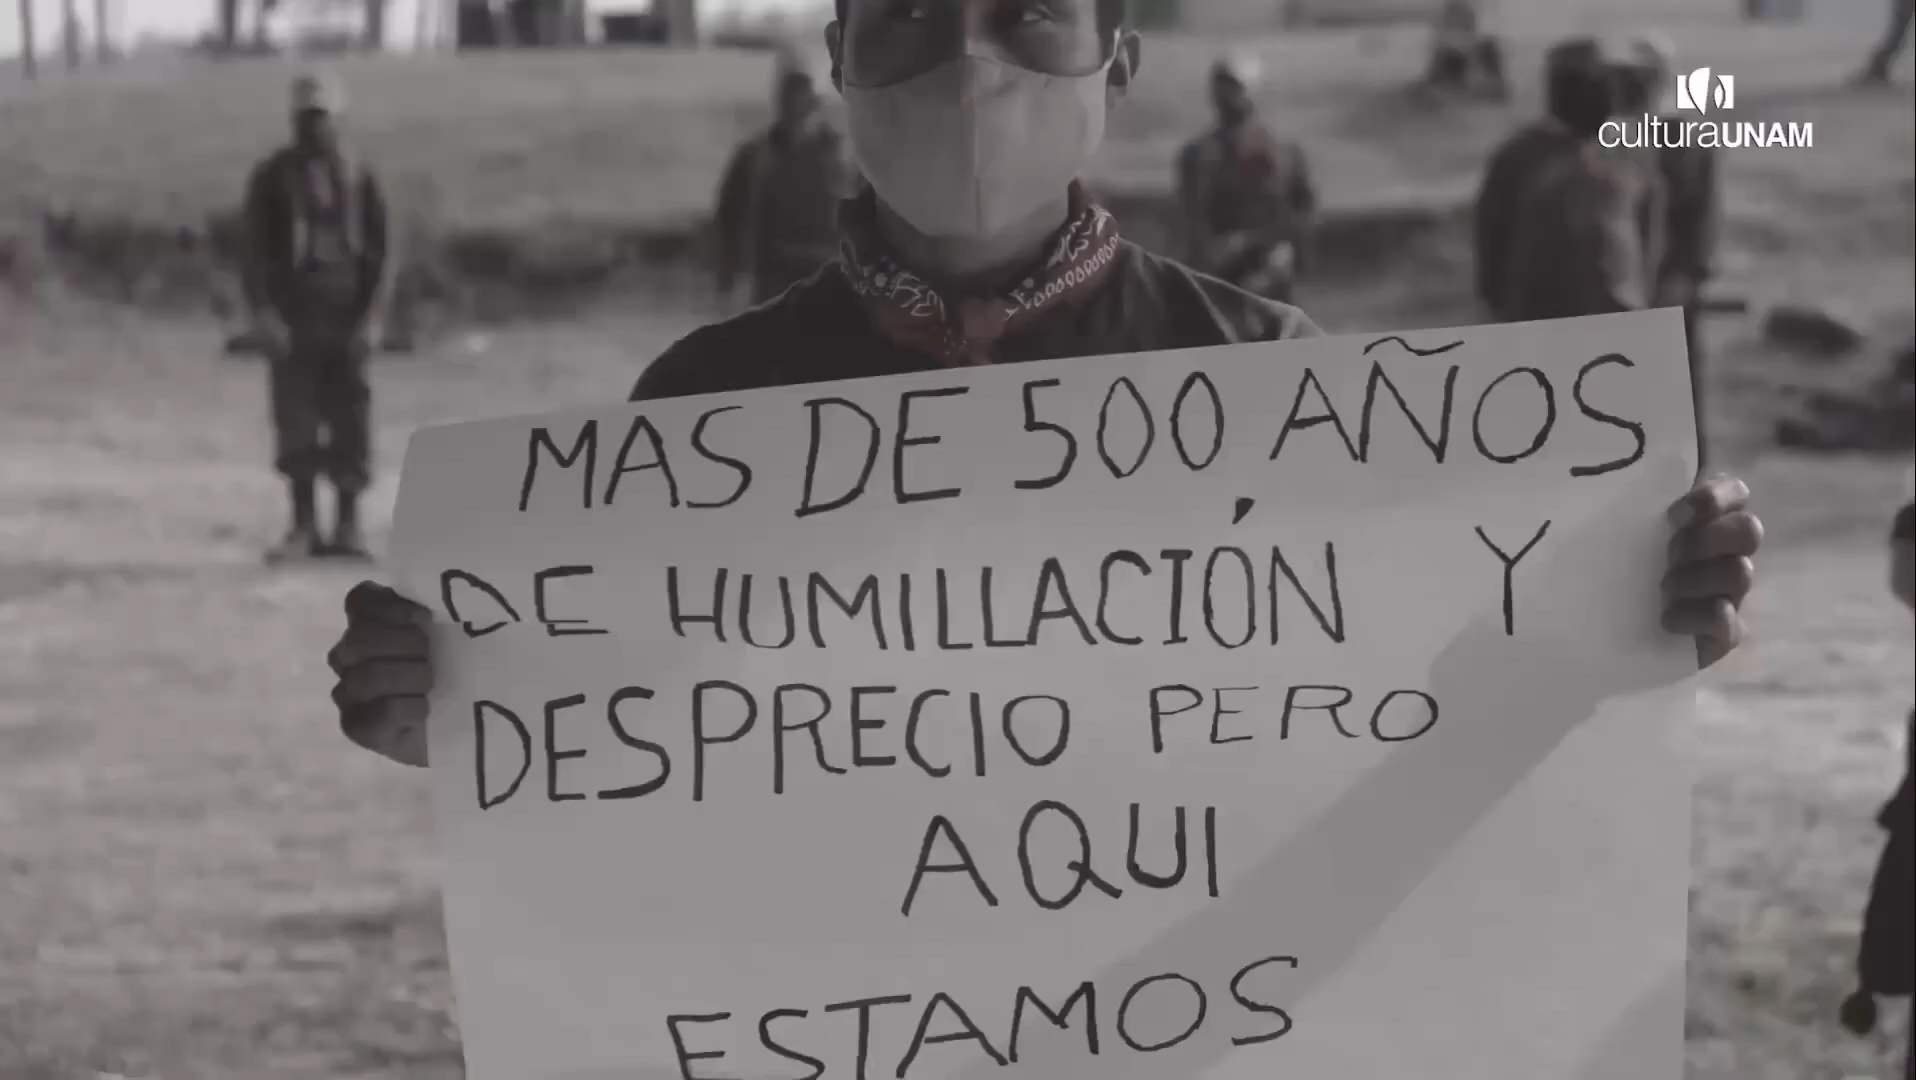 culturaUNAM
MAS DE 500 AÑOS
DE HUMILLACIÓN Y
DESPRECIO PERO
AQUI
ESTAMOS